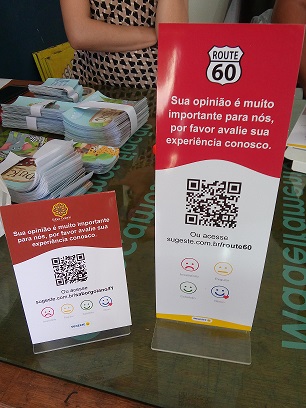 ROUTE
60
Sua opinião é muito
importante para nós,
por favor avalie sua
experiência conosco.
Ou acesse
sugeste.com.br/route60
Sua opinião é muito importante
para nós, por favor avalie sua
experiência conosco.
Ou acesse